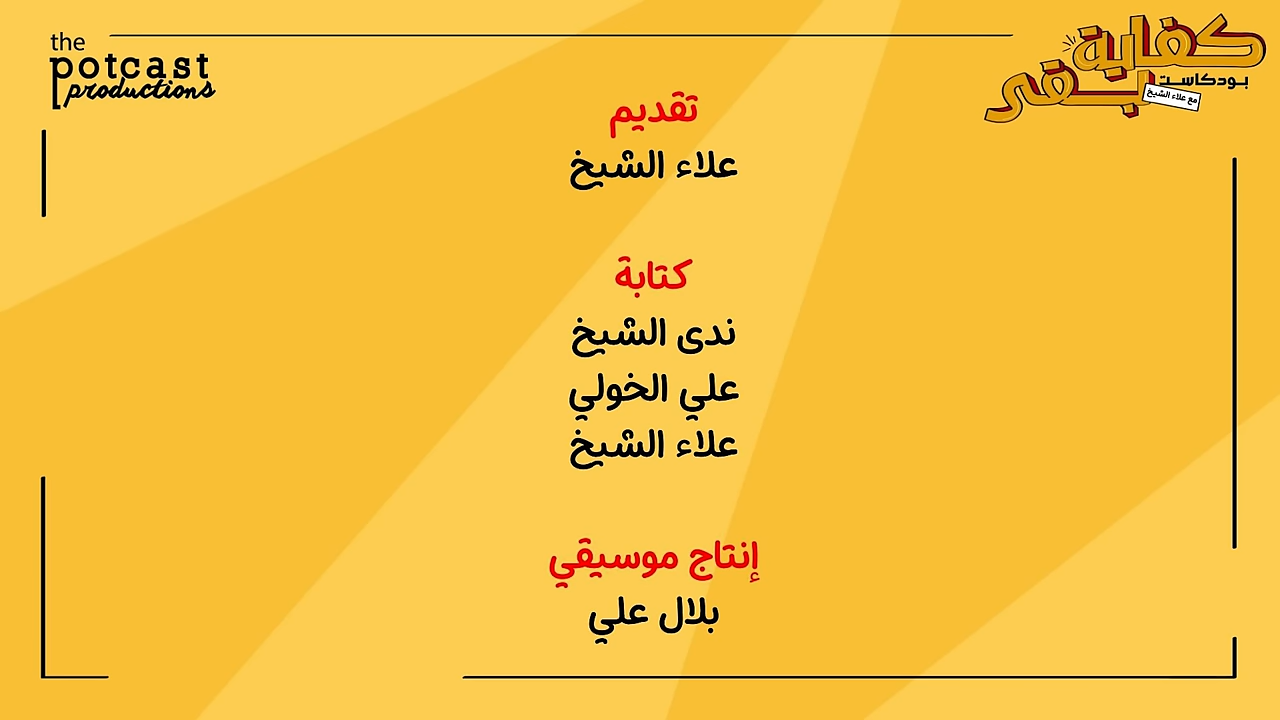 the
potcast
productions
كفاية
بودكاست
مع علاء الشيخ
بقى
تقديم
علاء الشيخ
كتابة
ندى الشيخ
علي الخولي
علاء الشيخ
إنتاج موسيقي
بلال علي